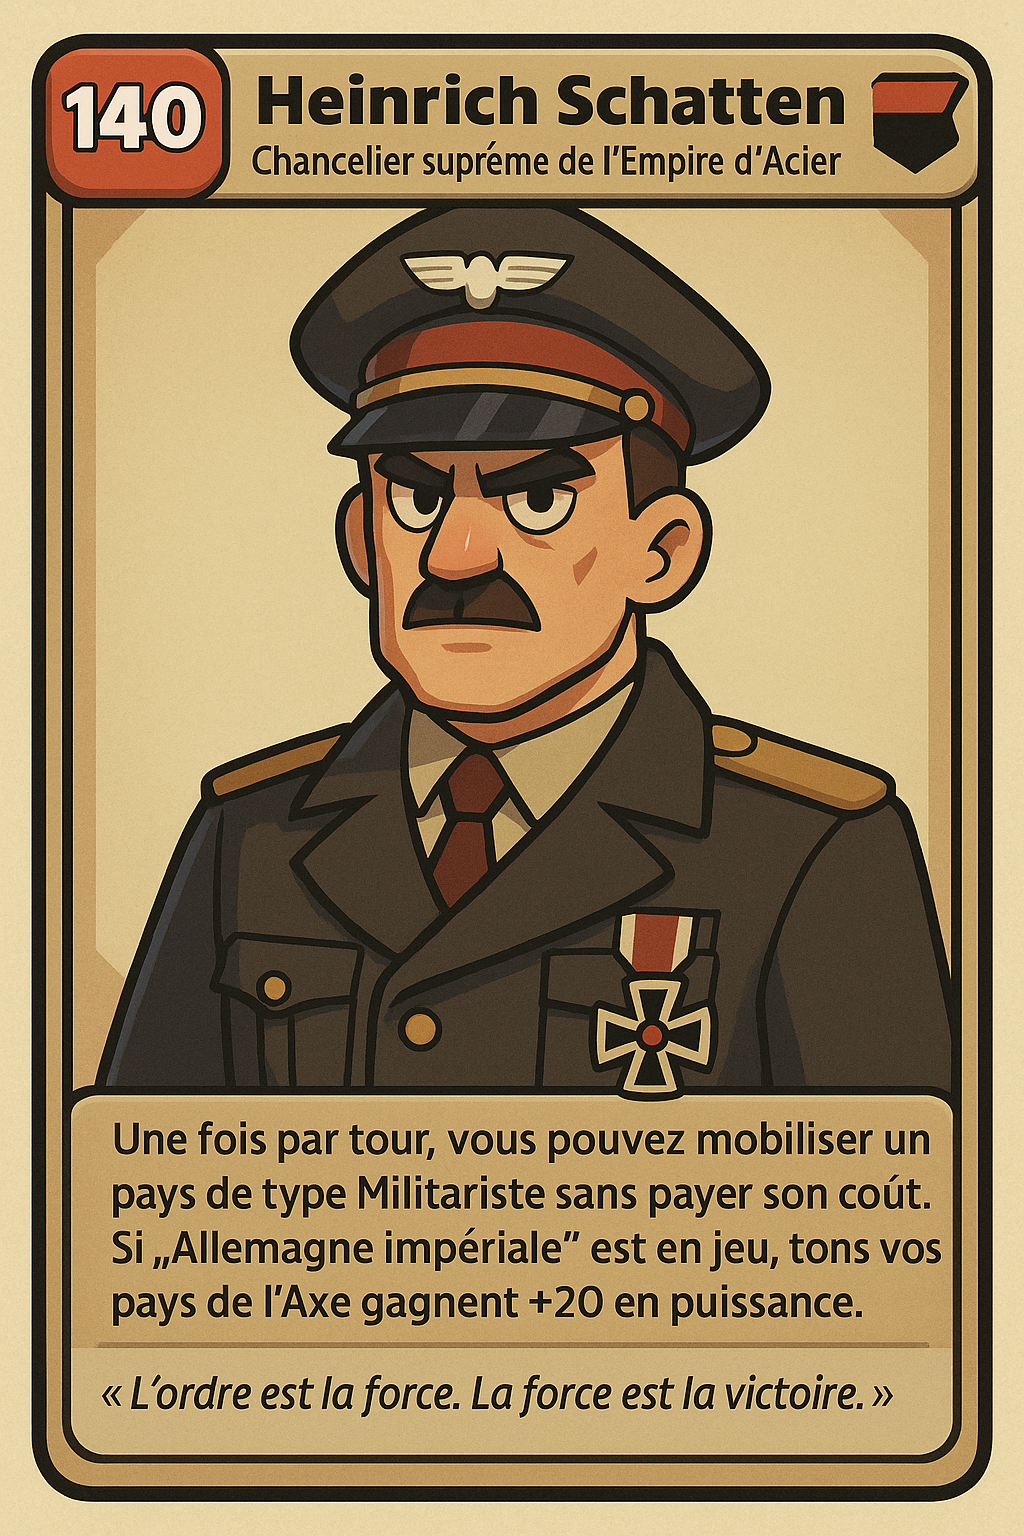 140
Heinrich Schatten
Chancelier supréme de l'Empire d'Acier
Une fois par tour, vous pouvez mobiliser un
pays de type Militariste sans payer son coút.
Si „Allemagne impériale” est en jeu, tons vos
pays de l'Axe gagnent +20 en puissance.
« L'ordre est la force. La force est la victoire. »